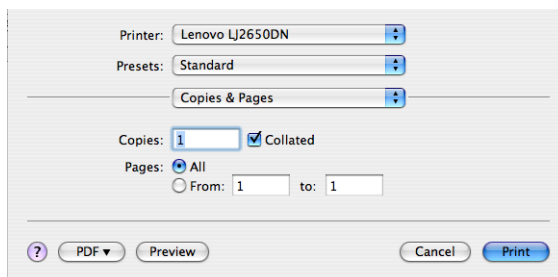 Printer: Lenovo LJ2650DN
Presets: Standard
Copies & Pages
Copies: 1 Collated
Pages: All
From: 1 to: 1
? PDF▼ Preview Cancel Print